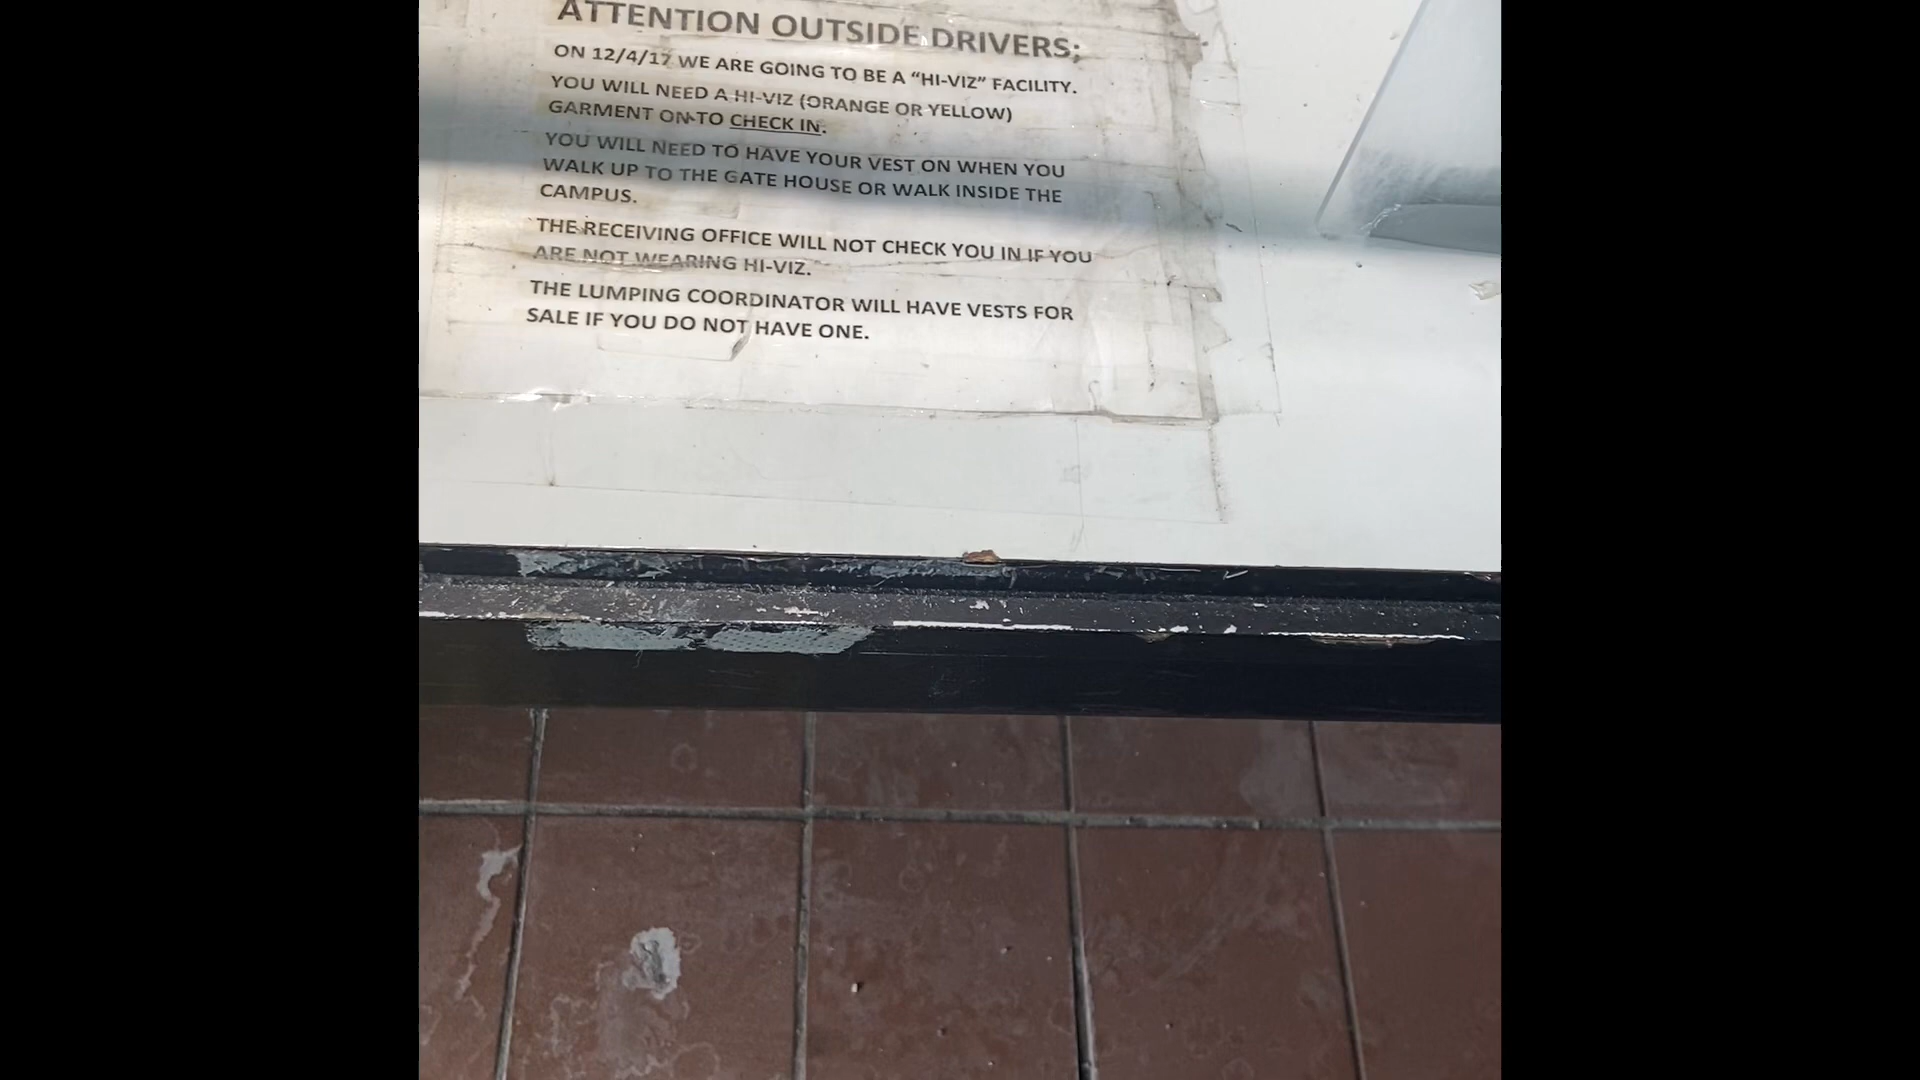 ATTENTION OUTSIDE DRIVERS;
ON 12/4/17 WE ARE GOING TO BE A “HI-VIZ” FACILITY.
YOU WILL NEED A HI-VIZ (ORANGE OR YELLOW)
GARMENT ON TO CHECK IN.
YOU WILL NEED TO HAVE YOUR VEST ON WHEN YOU
WALK UP TO THE GATE HOUSE OR WALK INSIDE THE
CAMPUS.
THE RECEIVING OFFICE WILL NOT CHECK YOU IN IF YOU
ARE NOT WEARING HI-VIZ.
THE LUMPING COORDINATOR WILL HAVE VESTS FOR
SALE IF YOU DO NOT HAVE ONE.